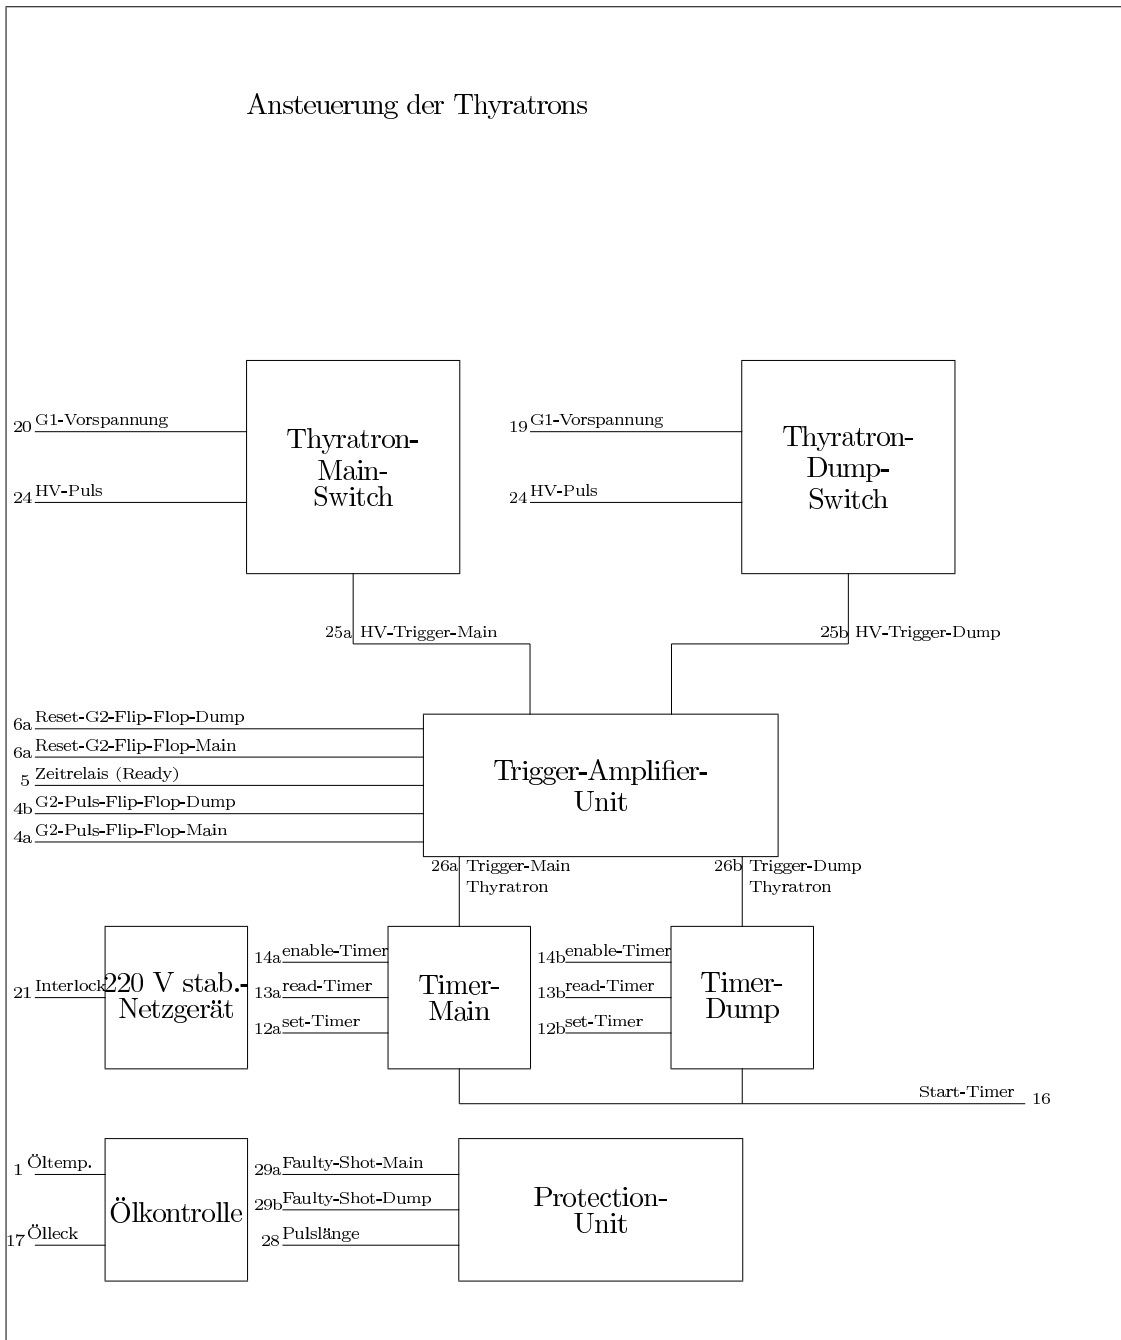 Ansteuerung der Thyratrons
20 G1-Vorspannung
24 HV-Puls
Thyratron-
Main-
Switch
19 G1-Vorspannung
24 HV-Puls
Thyratron-
Dump-
Switch
25a HV-Trigger-Main
25b HV-Trigger-Dump
6a Reset-G2-Flip-Flop-Dump
6a Reset-G2-Flip-Flop-Main
5 Zeitrelais (Ready)
4b G2-Puls-Flip-Flop-Dump
4a G2-Puls-Flip-Flop-Main
Trigger-Amplifier-
Unit
26a Trigger-Main
Thyratron
26b Trigger-Dump
Thyratron
21 Interlock
220 V stab.-
Netzgerät
14a enable-Timer
13a read-Timer
12a set-Timer
Timer-
Main
14b enable-Timer
13b read-Timer
12b set-Timer
Timer-
Dump
Start-Timer 16
1 Öltemp.
17 Ölleck
Ölkontrolle
29a Faulty-Shot-Main
29b Faulty-Shot-Dump
28 Pulslänge
Protection-
Unit